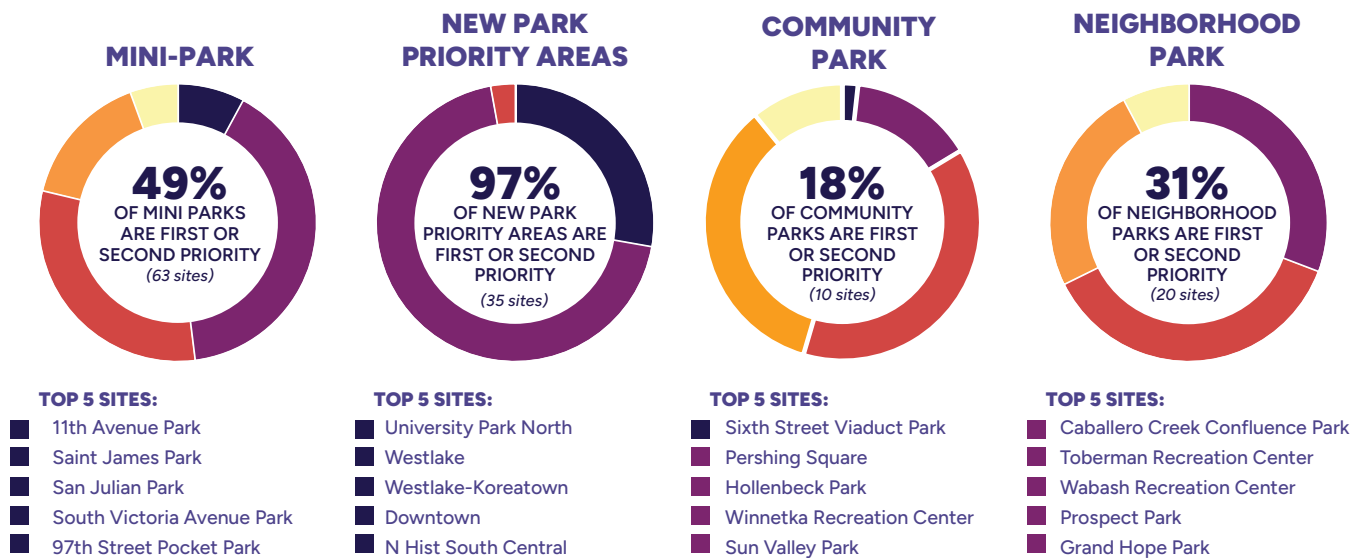 MINI-PARK
49%
OF MINI PARKS
ARE FIRST OR
SECOND PRIORITY
(63 sites)
TOP 5 SITES:
11th Avenue Park
Saint James Park
San Julian Park
South Victoria Avenue Park
97th Street Pocket Park
NEW PARK
PRIORITY AREAS
97%
OF NEW PARK
PRIORITY AREAS ARE
FIRST OR SECOND
PRIORITY
(35 sites)
TOP 5 SITES:
University Park North
Westlake
Westlake-Koreatown
Downtown
N Hist South Central
COMMUNITY
PARK
18%
OF COMMUNITY
PARKS ARE FIRST
OR SECOND
PRIORITY
(10 sites)
TOP 5 SITES:
Sixth Street Viaduct Park
Pershing Square
Hollenbeck Park
Winnetka Recreation Center
Sun Valley Park
NEIGHBORHOOD
PARK
31%
OF NEIGHBORHOOD
PARKS ARE FIRST
OR SECOND
PRIORITY
(20 sites)
TOP 5 SITES:
Caballero Creek Confluence Park
Toberman Recreation Center
Wabash Recreation Center
Prospect Park
Grand Hope Park